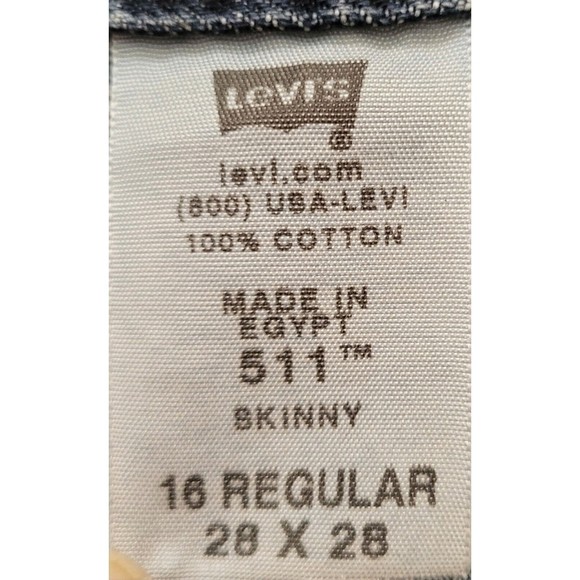 LEVI'S
®
levi.com
(800) USA-LEVI
100% COTTON
MADE IN
EGYPT
511™
SKINNY
16 REGULAR
28 X 28